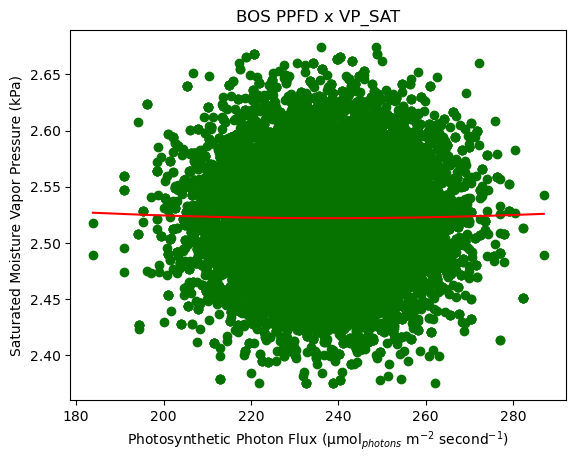 BOS PPFD x VP_SAT
Saturated Moisture Vapor Pressure (kPa)
2.65
2.60
2.55
2.50
2.45
2.40
180 200 220 240 260 280
Photosynthetic Photon Flux (μmol_photons m⁻² second⁻¹)